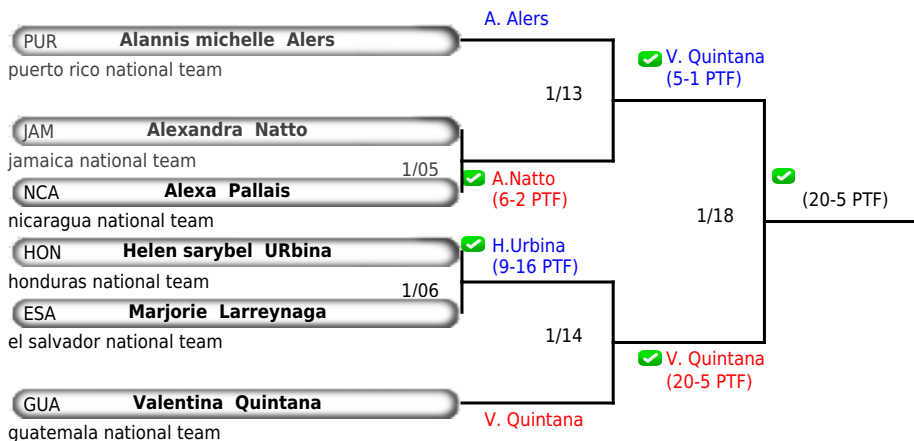 A. Alers
PUR Alannis michelle Alers
puerto rico national team
V. Quintana
(5-1 PTF)
1/13
JAM Alexandra Natto
jamaica national team
1/05
A.Natto
(6-2 PTF)
NCA Alexa Pallais
nicaragua national team
(20-5 PTF)
1/18
HON Helen sarybel URbina
honduras national team
H.Urbina
(9-16 PTF)
1/06
ESA Marjorie Larreynaga
el salvador national team
1/14
V. Quintana
(20-5 PTF)
GUA Valentina Quintana
guatemala national team
V. Quintana